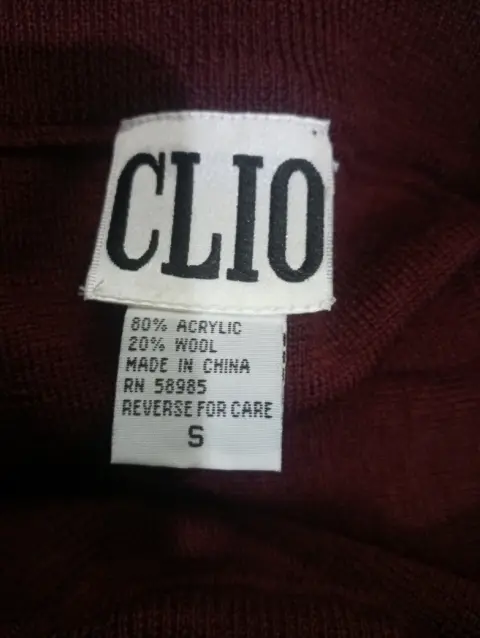 CLIO
80% ACRYLIC
20% WOOL
MADE IN CHINA
RN 58985
REVERSE FOR CARE
S